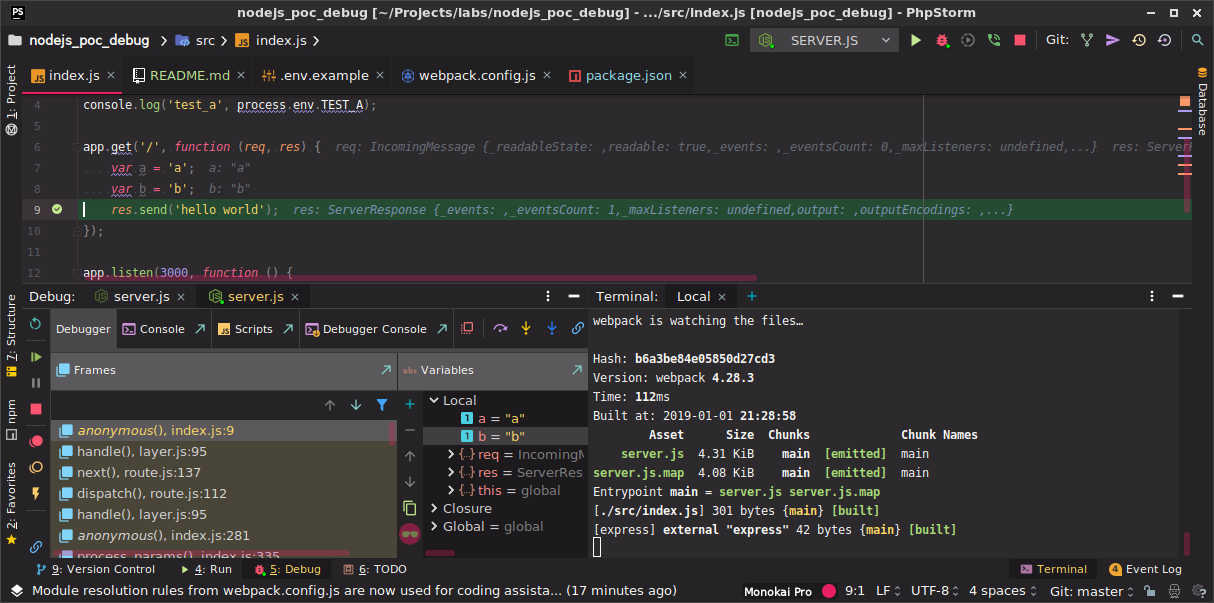 PS nodejs_poc_debug [~/Projects/labs/nodejs_poc_debug] - .../src/index.js [nodejs_poc_debug] - PhpStorm
nodejs_poc_debug src index.js SERVER.JS Git:
index.js README.md .env.example webpack.config.js package.json
1: Project
Database
4 console.log('test_a', process.env.TEST_A);
5
6 app.get('/', function (req, res) { req: IncomingMessage {_readableState: ,readable: true,_events: ,_eventsCount: 0,_maxListeners: undefined,...} res: Server
7 var a = 'a'; a: "a"
8 var b = 'b'; b: "b"
9 res.send('hello world'); res: ServerResponse {_events: ,_eventsCount: 1,_maxListeners: undefined,output: ,outputEncodings: ,...}
10 });
11
12 app.listen(3000, function () {
Debug: server.js server.js
7: Structure
npm
2: Favorites
Debugger Console Scripts Debugger Console
Frames
anonymous(), index.js:9
handle(), layer.js:95
next(), route.js:137
dispatch(), route.js:112
handle(), layer.js:95
anonymous(), index.js:281
process_params(), index.js:335
abc Variables
Local
1 a = "a"
1 b = "b"
{..} req = IncomingM
{..} res = ServerRes
{..} this = global
Closure
Global = global
Terminal: Local
webpack is watching the files…
Hash: b6a3be84e05850d27cd3
Version: webpack 4.28.3
Time: 112ms
Built at: 2019-01-01 21:28:58
Asset Size Chunks Chunk Names
server.js 4.31 KiB main [emitted] main
server.js.map 4.08 KiB main [emitted] main
Entrypoint main = server.js server.js.map
[./src/index.js] 301 bytes {main} [built]
[express] external "express" 42 bytes {main} [built]
9: Version Control 4: Run 5: Debug 6: TODO Terminal 4 Event Log
Module resolution rules from webpack.config.js are now used for coding assista... (17 minutes ago) Monokai Pro 9:1 LF UTF-8 4 spaces Git: master